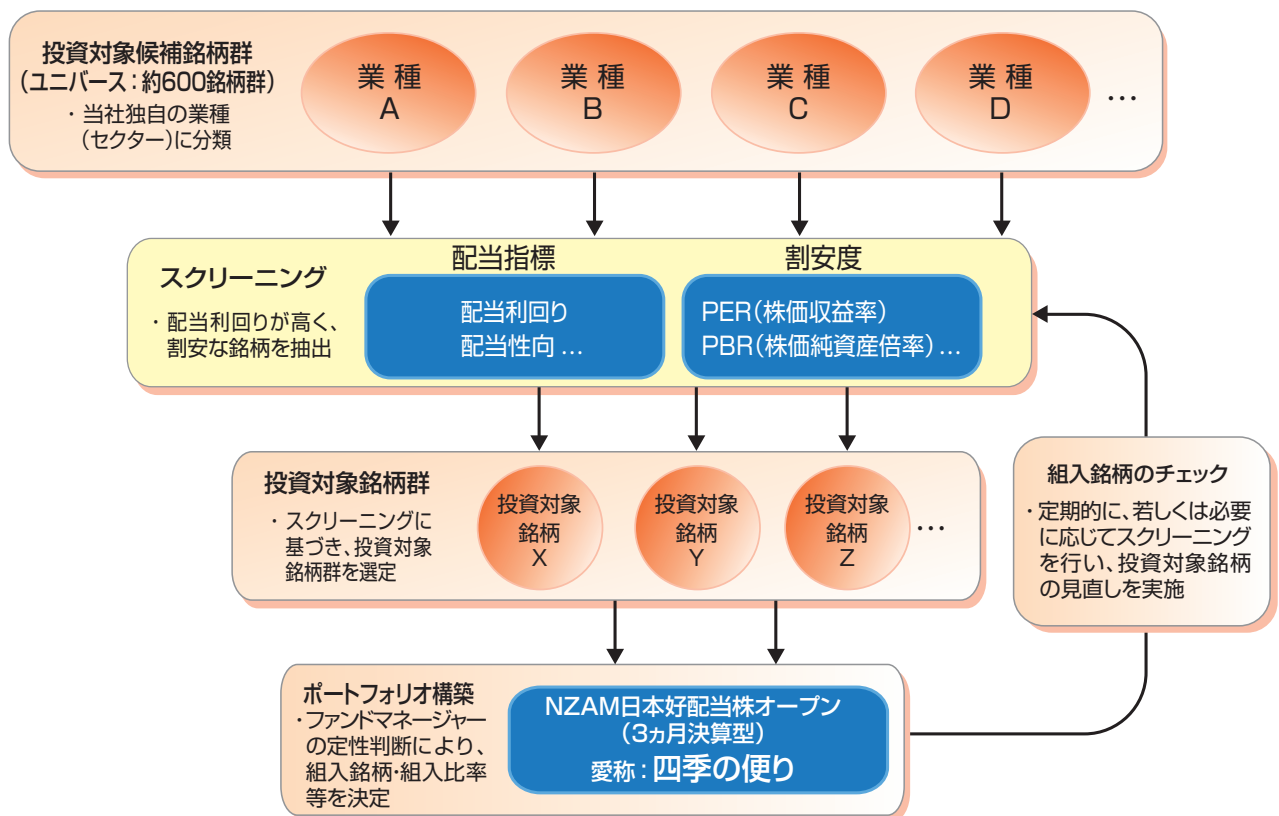 投資対象候補銘柄群
(ユニバース：約600銘柄群)
・当社独自の業種
(セクター)に分類
業種
A
業種
B
業種
C
業種
D
…
スクリーニング
・配当利回りが高く、
割安な銘柄を抽出
配当指標
配当利回り
配当性向…
割安度
PER(株価収益率)
PBR(株価純資産倍率)…
投資対象銘柄群
・スクリーニングに
基づき、投資対象
銘柄群を選定
投資対象
銘柄
X
投資対象
銘柄
Y
投資対象
銘柄
Z
…
組入銘柄のチェック
・定期的に、若しくは必要
に応じてスクリーニング
を行い、投資対象銘柄
の見直しを実施
ポートフォリオ構築
・ファンドマネージャー
の定性判断により、
組入銘柄・組入比率
等を決定
NZAM日本好配当株オープン
(3ヵ月決算型)
愛称：四季の便り